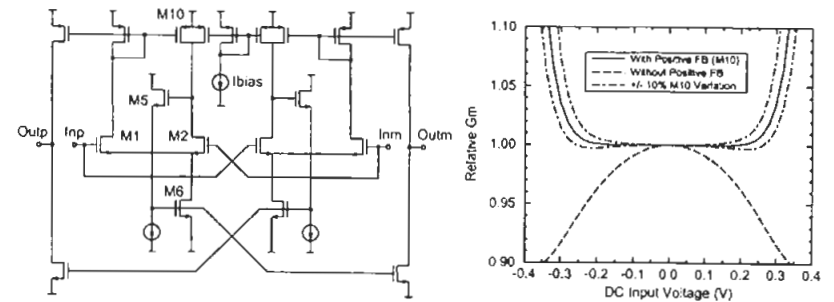 M10
Ibias
M5
Outp
Inp
M1
M2
Inm
Outm
M6
1.10
1.05
1.00
0.95
0.90
Relative Gm
With Positive FB (M10)
Without Positive FB
+/- 10% M10 Variation
-0.4 -0.3 -0.2 -0.1 0.0 0.1 0.2 0.3 0.4
DC Input Voltage (V)